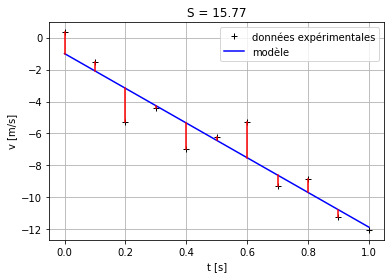 S = 15.77
données expérimentales
modèle
v [m/s]
0
−2
−4
−6
−8
−10
−12
0.0 0.2 0.4 0.6 0.8 1.0
t [s]